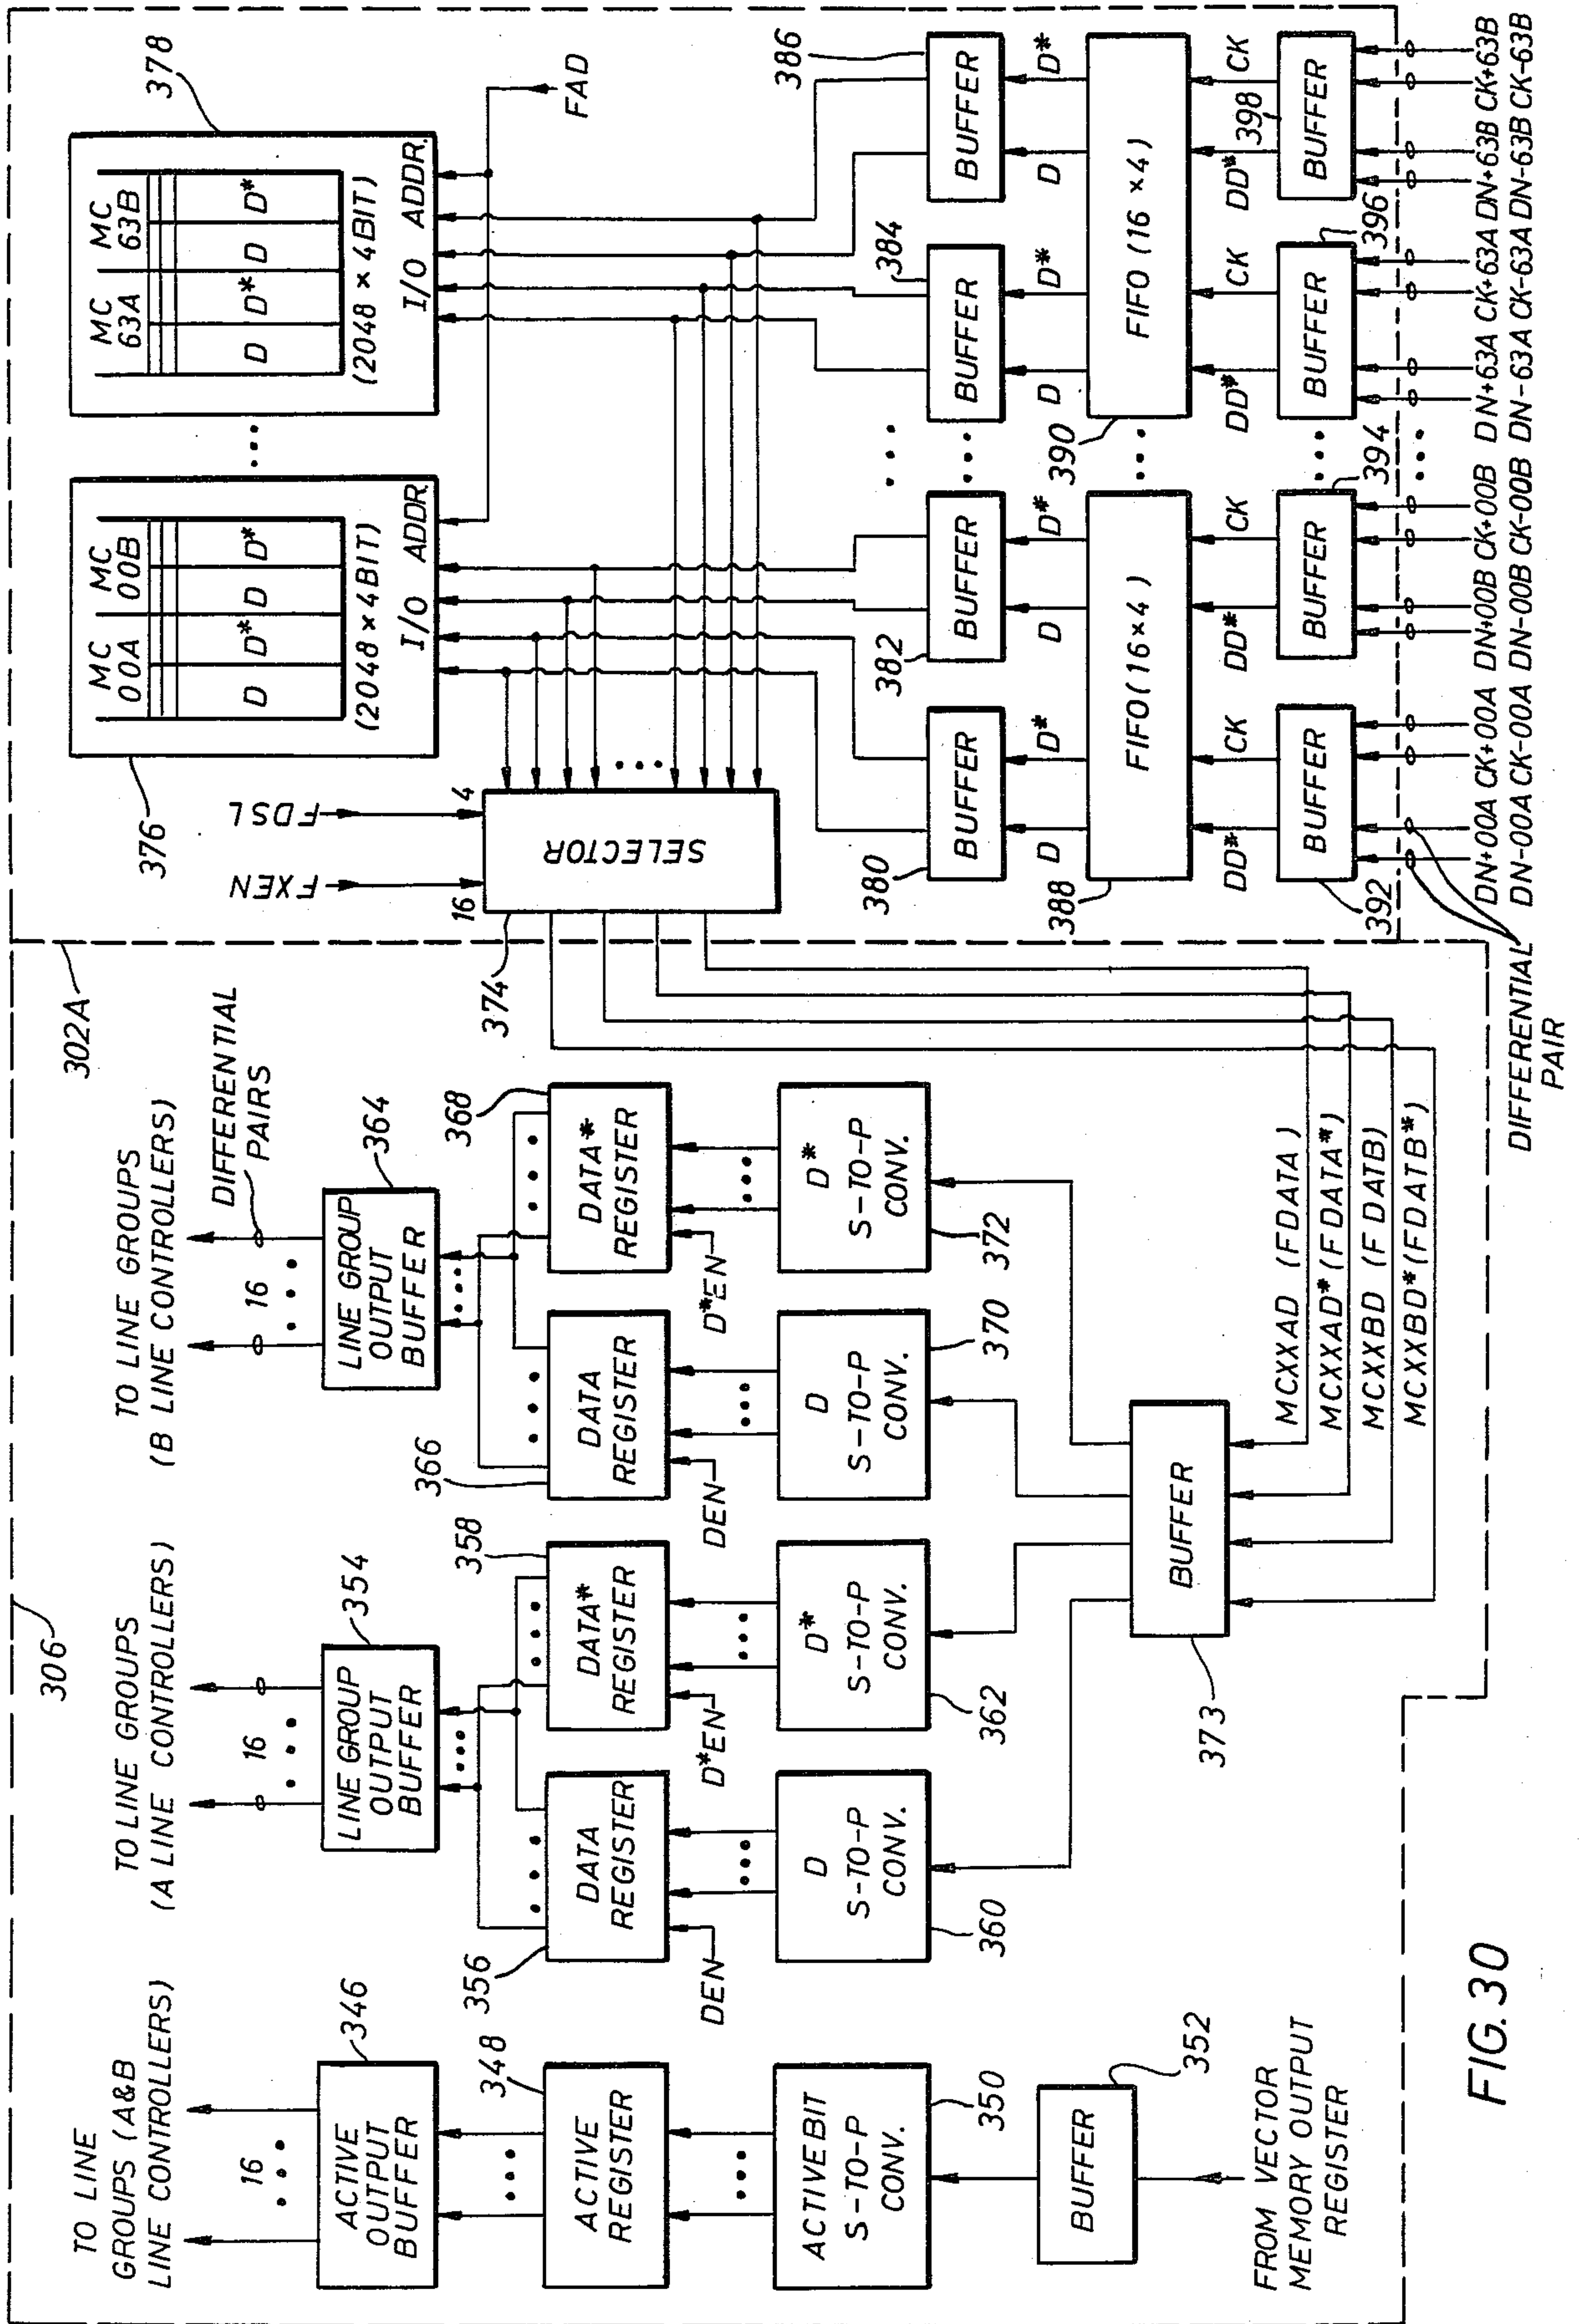 TO LINE
GROUPS (A&B
LINE CONTROLLERS)
16
ACTIVE
OUTPUT
BUFFER
346
ACTIVE
REGISTER
348
ACTIVE BIT
S-TO-P
CONV.
350
BUFFER
352
FROM VECTOR
MEMORY OUTPUT
REGISTER
306
TO LINE GROUPS
(A LINE CONTROLLERS)
16
LINE GROUP
OUTPUT
BUFFER
354
DATA
REGISTER
356
DEN
DATA*
REGISTER
358
D*EN
D
S-TO-P
CONV.
360
D*
S-TO-P
CONV.
362
TO LINE GROUPS
(B LINE CONTROLLERS)
DIFFERENTIAL
PAIRS
16
LINE GROUP
OUTPUT
BUFFER
364
DATA
REGISTER
366
DEN
DATA*
REGISTER
368
D*EN
D
S-TO-P
CONV.
370
D*
S-TO-P
CONV.
372
BUFFER
373
MCXXAD (FDATA)
MCXXAD* (FDATA*)
MCXXBD (FDATB)
MCXXBD* (FDATB*)
302A
374
FXEN
16
FDSL
4
SELECTOR
376
MC
00A
MC
00B
D
D*
D
D*
(2048 × 4BIT)
I/O ADDR.
378
MC
63A
MC
63B
D
D*
D
D*
(2048 × 4BIT)
I/O ADDR.
FAD
380
BUFFER
382
BUFFER
384
BUFFER
386
BUFFER
D
D*
D
D*
D
D*
D
D*
388
FIFO (16 × 4)
390
FIFO (16 × 4)
DD*
CK
DD*
CK
DD*
CK
DD*
CK
392
BUFFER
394
BUFFER
396
BUFFER
398
BUFFER
DN+00A CK+00A DN+00B CK+00B DN+63A CK+63A DN+63B CK+63B
DN-00A CK-00A DN-00B CK-00B DN-63A CK-63A DN-63B CK-63B
DIFFERENTIAL
PAIR
FIG. 30